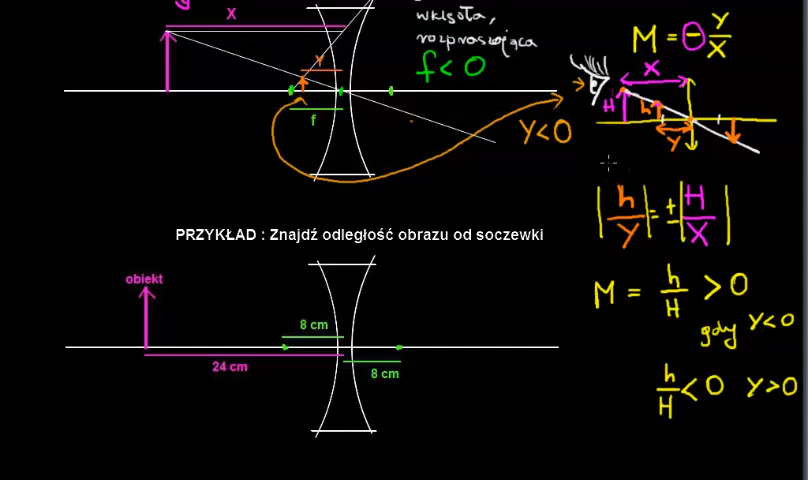 wklęsła,
rozpraszająca
f < 0
X
Y
f
Y<0
M = ⊖ Y/X
X
H
h
Y
|h/Y| = ±|H/X|
M = h/H > 0
gdy Y<0
h/H < 0 Y>0
PRZYKŁAD : Znajdź odległość obrazu od soczewki
obiekt
8 cm
24 cm
8 cm